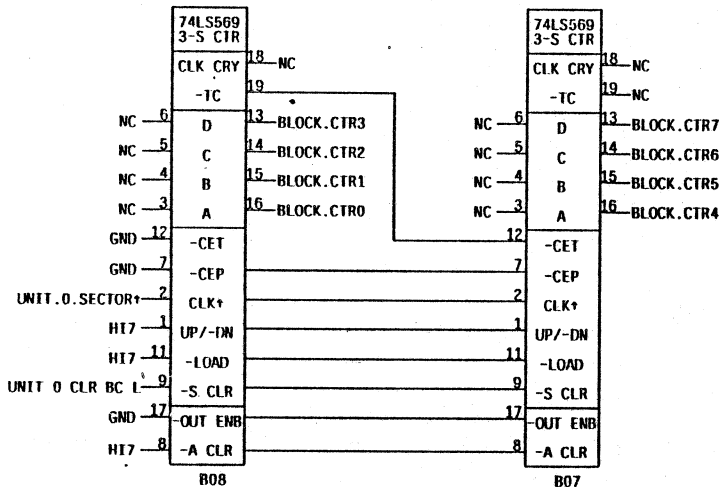 74LS569
3-S CTR
CLK CRY 18 NC
-TC 19
NC 6 D 13 BLOCK.CTR3
NC 5 C 14 BLOCK.CTR2
NC 4 B 15 BLOCK.CTR1
NC 3 A 16 BLOCK.CTR0
GND 12 -CET
GND 7 -CEP
UNIT.0.SECTOR↑ 2 CLK↑
HI7 1 UP/-DN
HI7 11 -LOAD
UNIT 0 CLR BC L 9 -S CLR
GND 17 -OUT ENB
HI7 8 -A CLR
B08
74LS569
3-S CTR
CLK CRY 18 NC
-TC 19 NC
NC 6 D 13 BLOCK.CTR7
NC 5 C 14 BLOCK.CTR6
NC 4 B 15 BLOCK.CTR5
NC 3 A 16 BLOCK.CTR4
12 -CET
7 -CEP
2 CLK↑
1 UP/-DN
11 -LOAD
9 -S CLR
17 -OUT ENB
8 -A CLR
B07